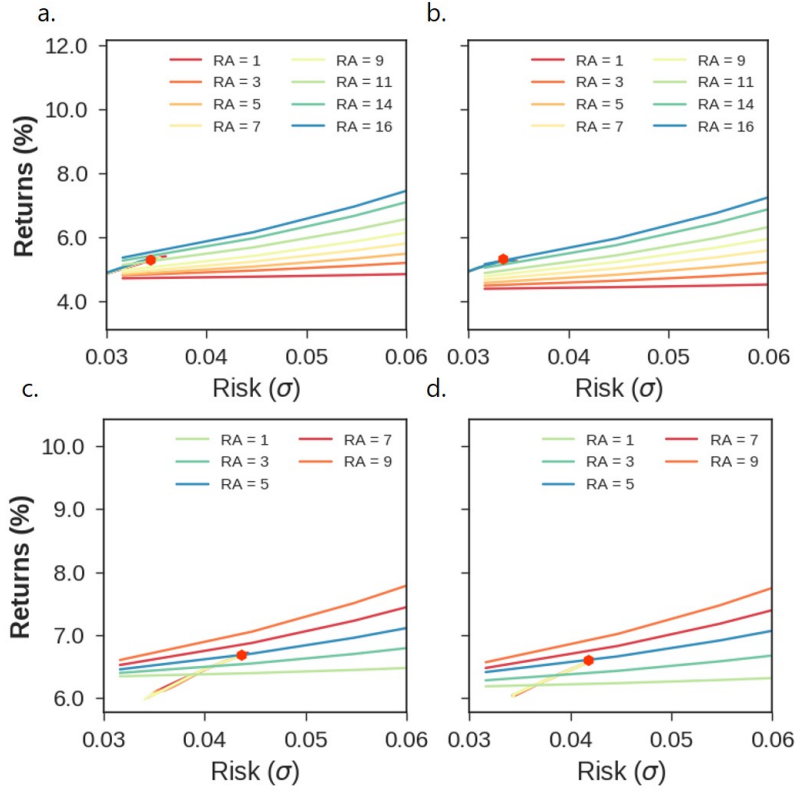 a.
b.
12.0
10.0
8.0
6.0
4.0
Returns (%)
RA = 1
RA = 3
RA = 5
RA = 7
RA = 9
RA = 11
RA = 14
RA = 16
RA = 1
RA = 3
RA = 5
RA = 7
RA = 9
RA = 11
RA = 14
RA = 16
0.03
0.04
0.05
0.06
0.03
0.04
0.05
0.06
Risk (σ)
Risk (σ)
c.
d.
10.0
9.0
8.0
7.0
6.0
Returns (%)
RA = 1
RA = 3
RA = 5
RA = 7
RA = 9
RA = 1
RA = 3
RA = 5
RA = 7
RA = 9
0.03
0.04
0.05
0.06
0.03
0.04
0.05
0.06
Risk (σ)
Risk (σ)